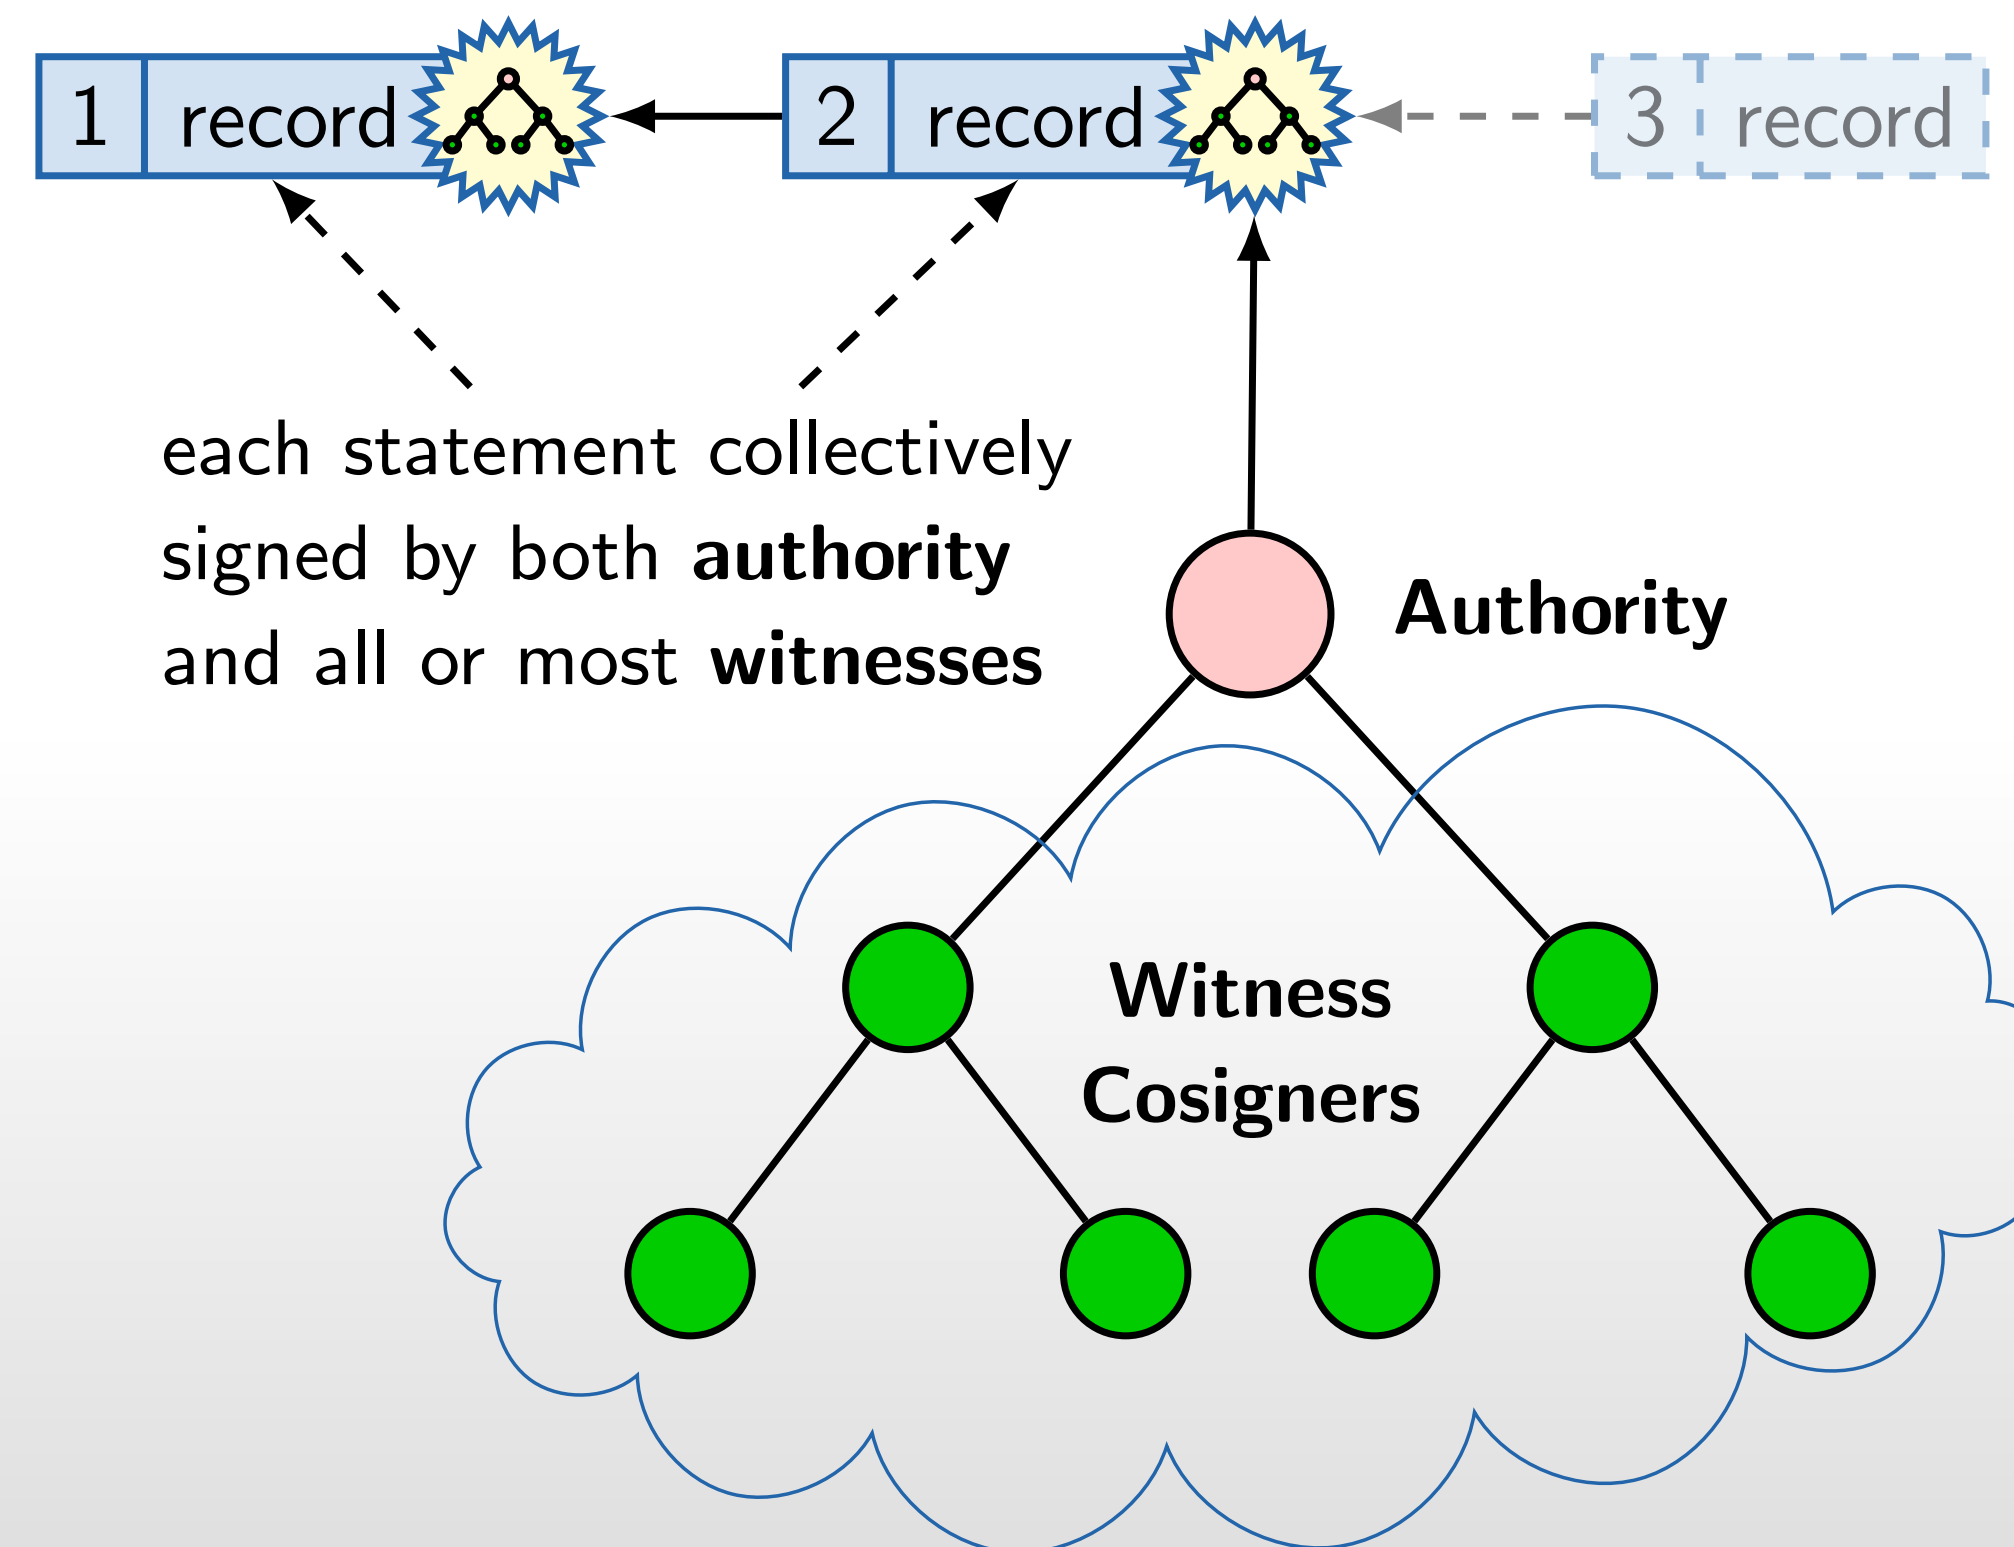 1 record
2 record
3 record
each statement collectively
signed by both authority
and all or most witnesses
Authority
Witness
Cosigners